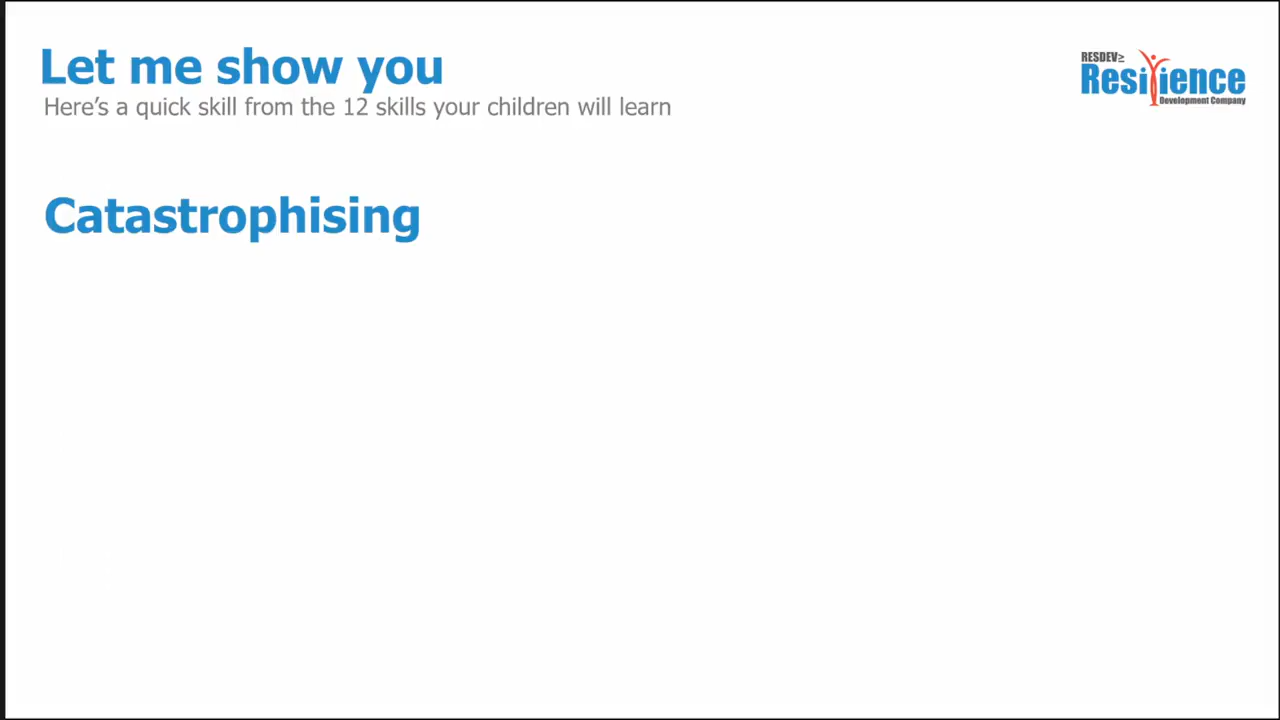 Let me show you
Here's a quick skill from the 12 skills your children will learn
RESDEV≥
Resilience
Development Company
Catastrophising